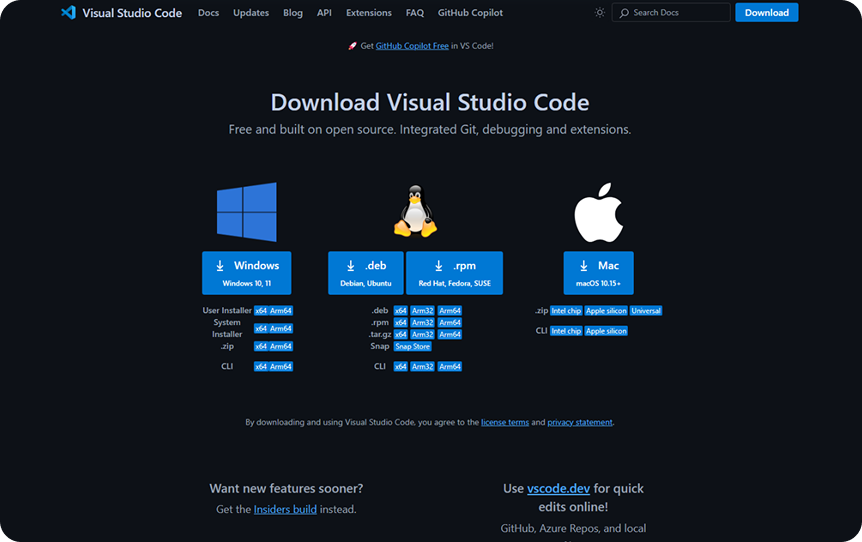 Visual Studio Code Docs Updates Blog API Extensions FAQ GitHub Copilot Search Docs Download
🚀 Get GitHub Copilot Free in VS Code!
Download Visual Studio Code
Free and built on open source. Integrated Git, debugging and extensions.
Windows
Windows 10, 11
.deb
Debian, Ubuntu
.rpm
Red Hat, Fedora, SUSE
Mac
macOS 10.15+
User Installer x64 Arm64
System
Installer x64 Arm64
.zip x64 Arm64
CLI x64 Arm64
.deb x64 Arm32 Arm64
.rpm x64 Arm32 Arm64
.tar.gz x64 Arm32 Arm64
Snap Snap Store
CLI x64 Arm32 Arm64
.zip Intel chip Apple silicon Universal
CLI Intel chip Apple silicon
By downloading and using Visual Studio Code, you agree to the license terms and privacy statement.
Want new features sooner?
Get the Insiders build instead.
Use vscode.dev for quick
edits online!
GitHub, Azure Repos, and local